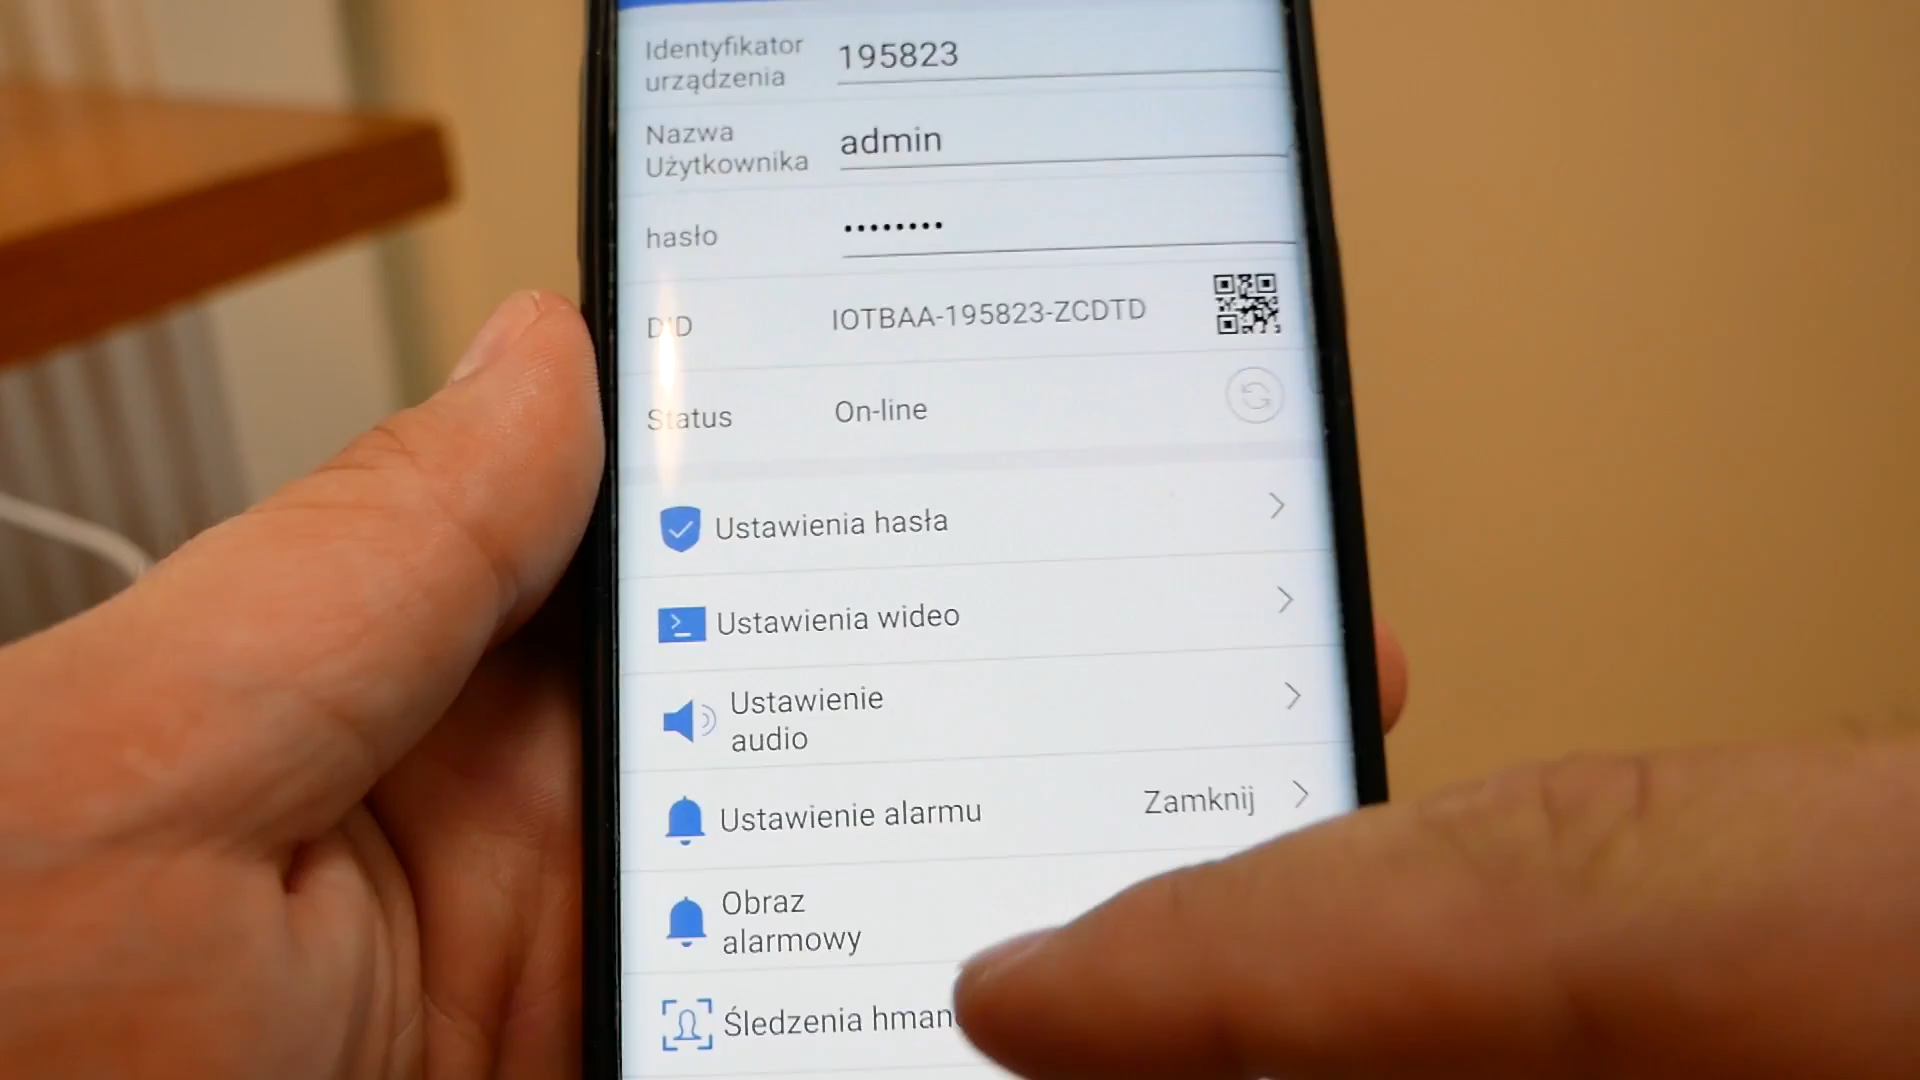 Identyfikator
urządzenia
195823
Nazwa
Użytkownika
admin
hasło
••••••••
DID
IOTBAA-195823-ZCDTD
Status
On-line
Ustawienia hasła
Ustawienia wideo
Ustawienie
audio
Ustawienie alarmu
Zamknij
Obraz
alarmowy
Śledzenia